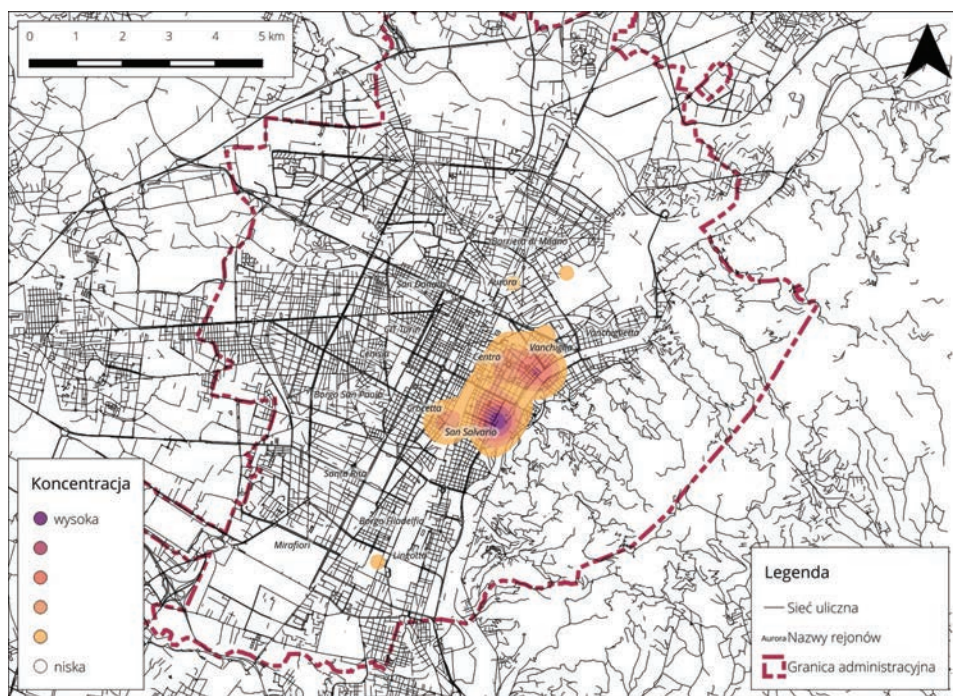 0 1 2 3 4 5 km
Barriera di Milano
Aurora
San Donato
Vanchiglietta
Cit Turin
Vanchiglia
Centro
Cenisia
Borgo San Paolo
Crocetta
San Salvario
Santa Rita
Borgo Filadelfia
Mirafiori
Lingotto
Koncentracja
wysoka
niska
Legenda
Sieć uliczna
Aurora Nazwy rejonów
Granica administracyjna